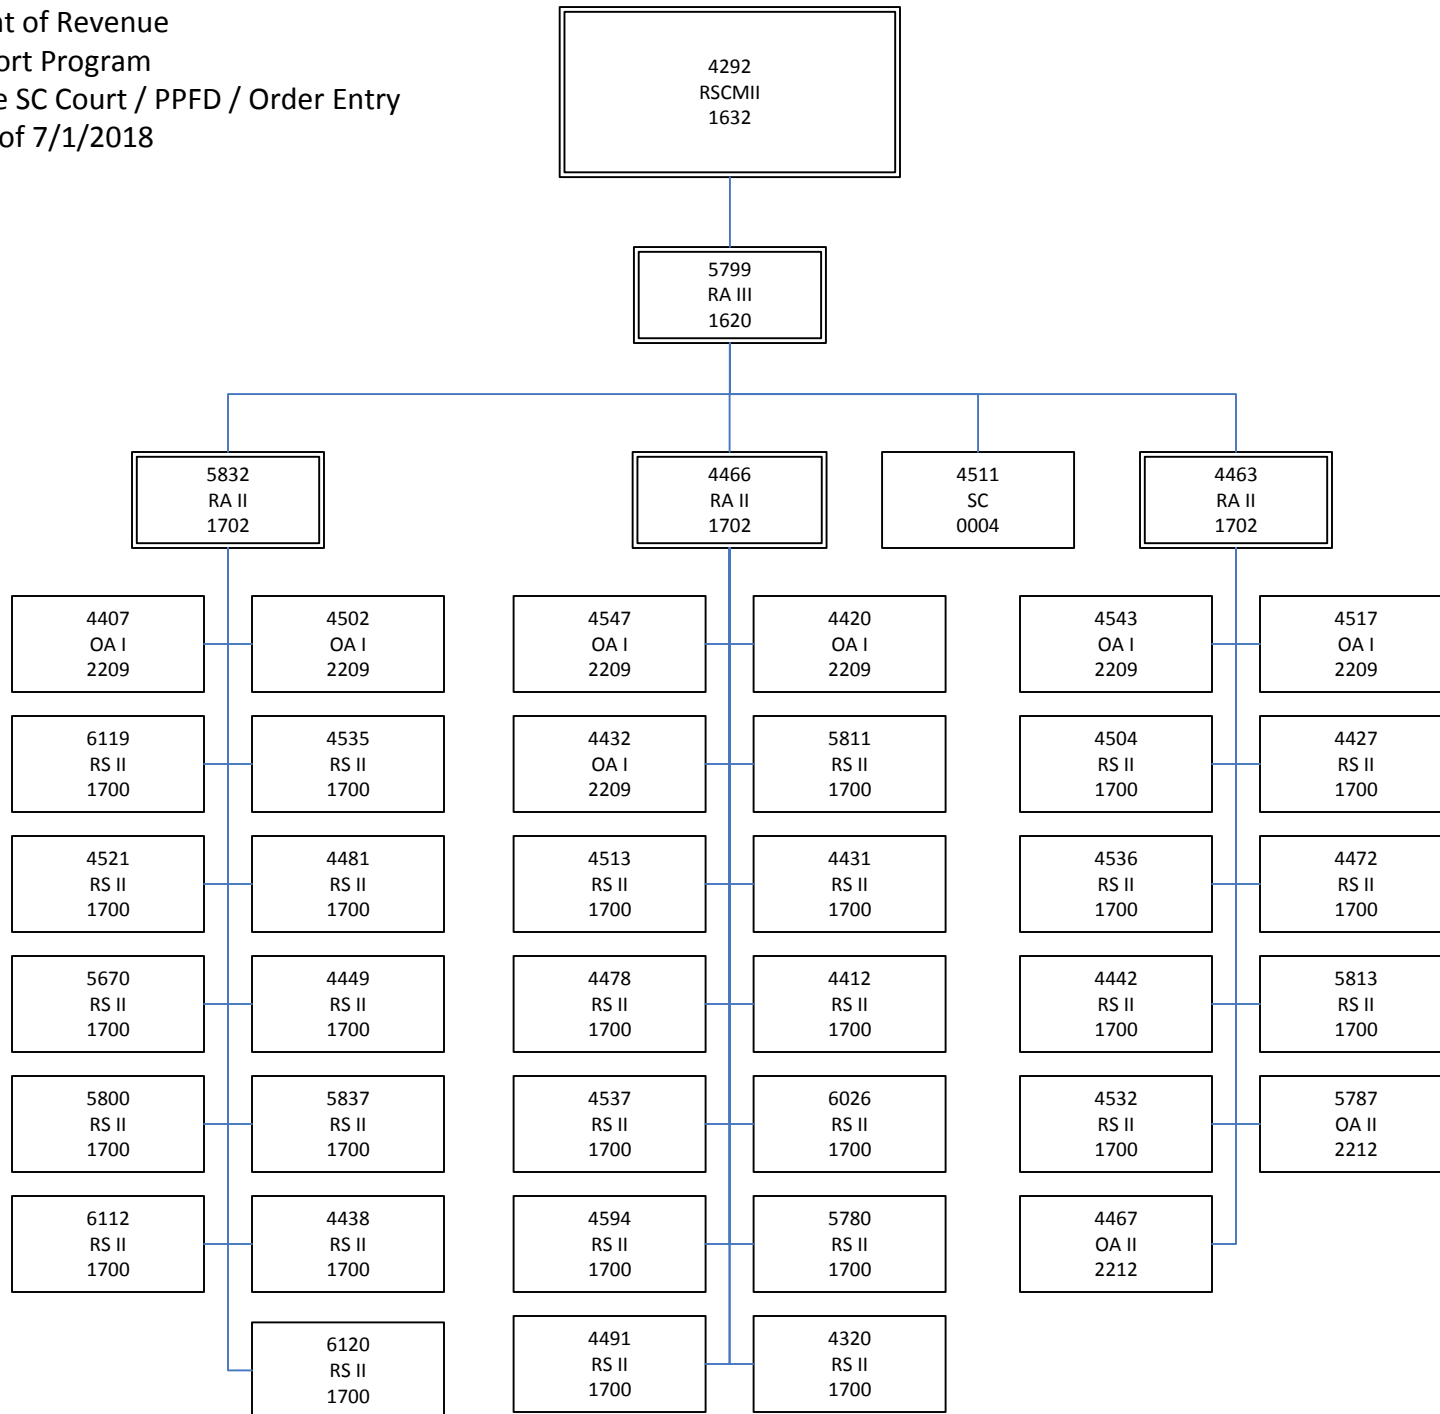 of Revenue
Program
SC Court / PPFD / Order Entry
of 7/1/2018
4292
RSCMII
1632
5799
RA III
1620
5832
RA II
1702
4466
RA II
1702
4511
SC
0004
4463
RA II
1702
4407
OA I
2209
4502
OA I
2209
4547
OA I
2209
4420
OA I
2209
4543
OA I
2209
4517
OA I
2209
6119
RS II
1700
4535
RS II
1700
4432
OA I
2209
5811
RS II
1700
4504
RS II
1700
4427
RS II
1700
4521
RS II
1700
4481
RS II
1700
4513
RS II
1700
4431
RS II
1700
4536
RS II
1700
4472
RS II
1700
5670
RS II
1700
4449
RS II
1700
4478
RS II
1700
4412
RS II
1700
4442
RS II
1700
5813
RS II
1700
5800
RS II
1700
5837
RS II
1700
4537
RS II
1700
6026
RS II
1700
4532
RS II
1700
5787
OA II
2212
6112
RS II
1700
4438
RS II
1700
4594
RS II
1700
5780
RS II
1700
4467
OA II
2212
6120
RS II
1700
4491
RS II
1700
4320
RS II
1700